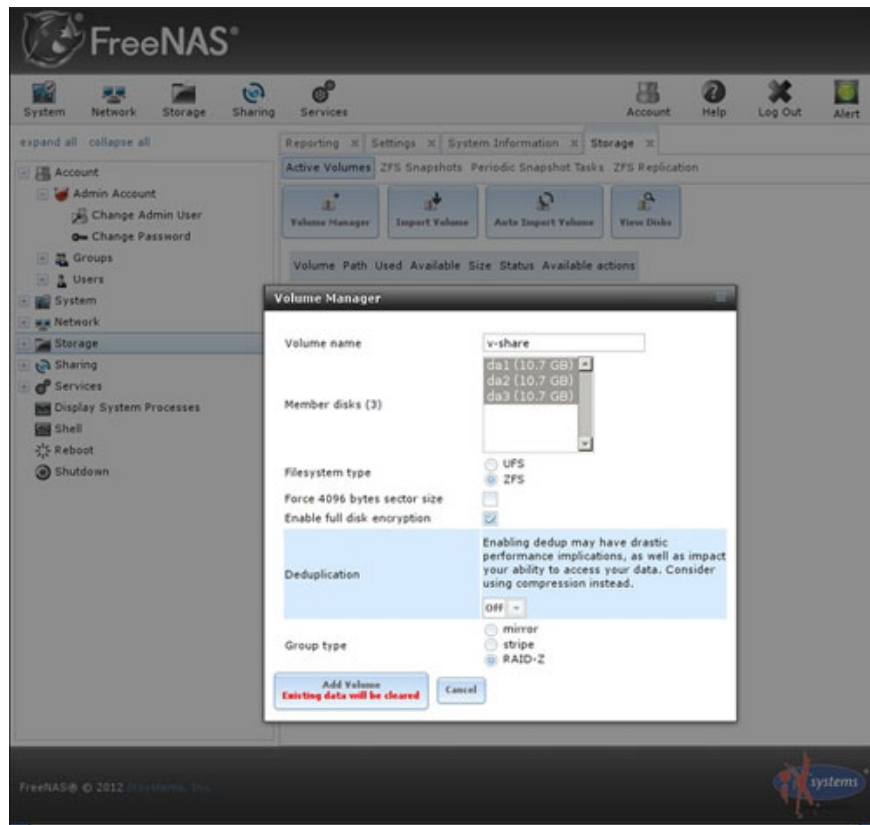 FreeNAS®
System Network Storage Sharing Services Account Help Log Out Alert
expand all collapse all
Reporting Settings System Information Storage
Active Volumes ZFS Snapshots Periodic Snapshot Tasks ZFS Replication
Account
Admin Account
Change Admin User
Change Password
Groups
Users
System
Network
Storage
Sharing
Services
Display System Processes
Shell
Reboot
Shutdown
Volume Manager Import Volume Auto Import Volume View Disks
Volume Path Used Available Size Status Available actions
Volume Manager
Volume name v-share
Member disks (3)
da1 (10.7 GB)
da2 (10.7 GB)
da3 (10.7 GB)
Filesystem type
UFS
ZFS
Force 4096 bytes sector size
Enable full disk encryption
Deduplication
Enabling dedup may have drastic
performance implications, as well as impact
your ability to access your data. Consider
using compression instead.
Off
Group type
mirror
stripe
RAID-Z
Add Volume
Existing data will be cleared
Cancel
FreeNAS® © 2012
systems